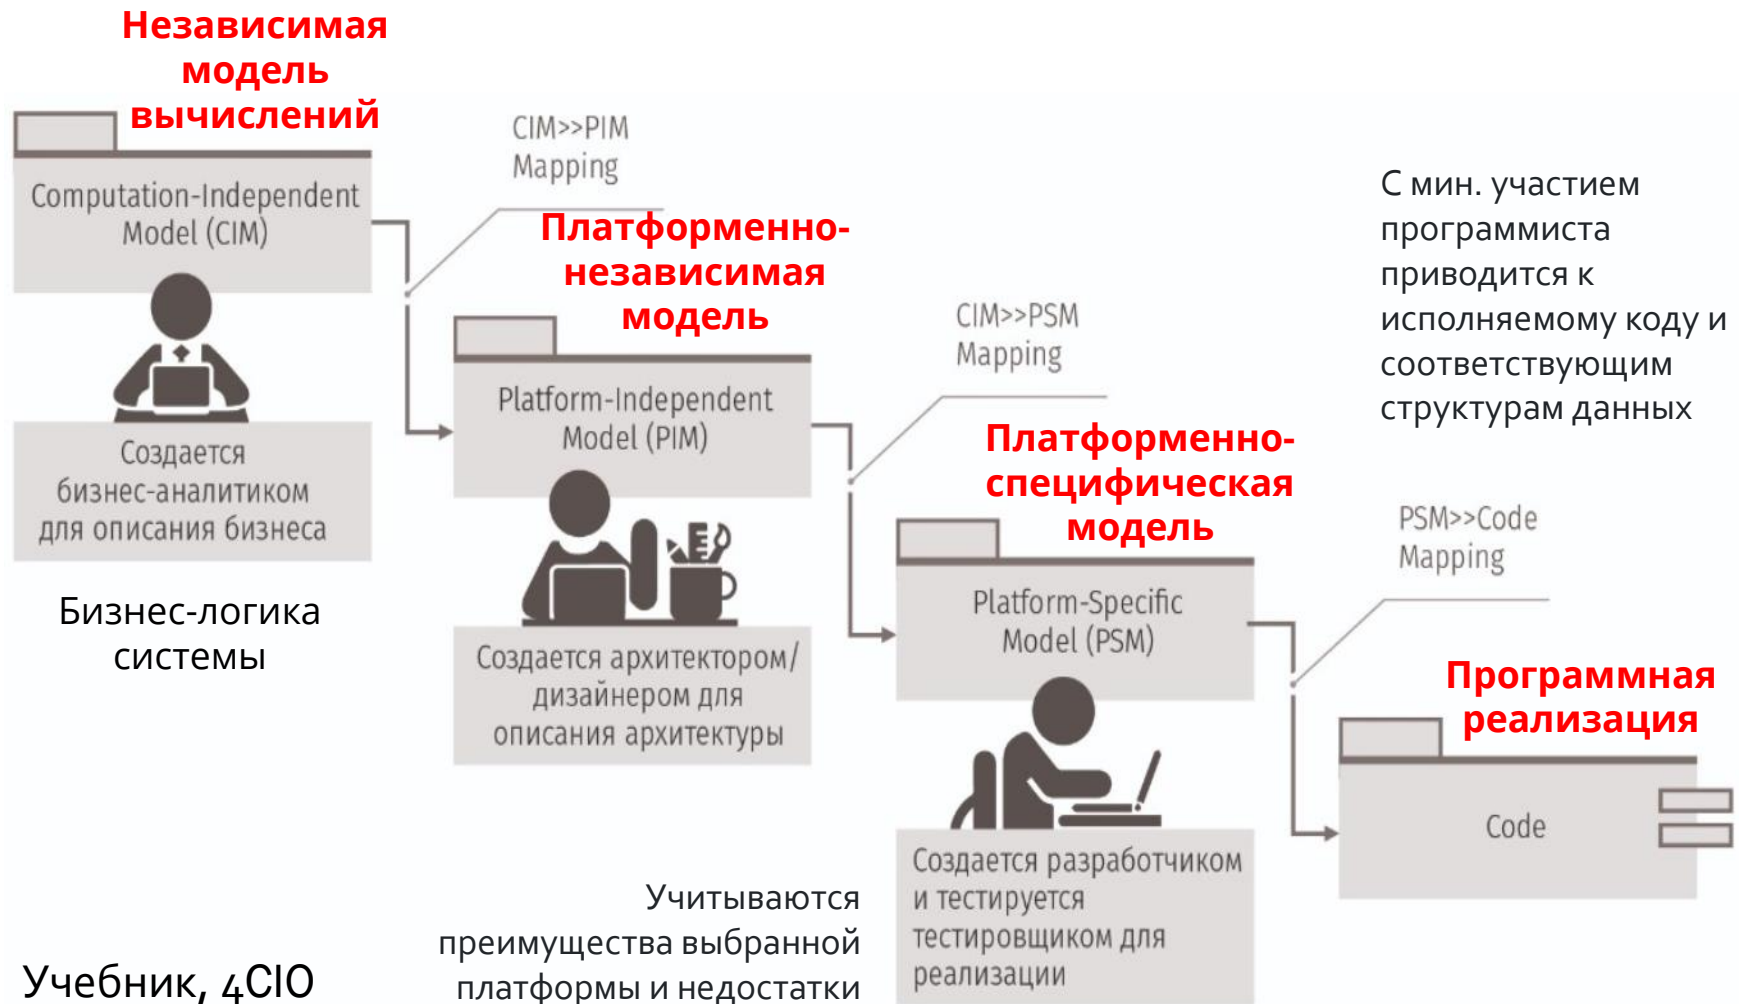 Независимая
модель
вычислений
Computation-Independent
Model (CIM)
Создается
бизнес-аналитиком
для описания бизнеса
Бизнес-логика
системы
CIM>>PIM
Mapping
Платформенно-
независимая
модель
Platform-Independent
Model (PIM)
Создается архитектором/
дизайнером для
описания архитектуры
CIM>>PSM
Mapping
Платформенно-
специфическая
модель
Platform-Specific
Model (PSM)
Создается разработчиком
и тестируется
тестировщиком для
реализации
Учитываются
преимущества выбранной
платформы и недостатки
С мин. участием
программиста
приводится к
исполняемому коду и
соответствующим
структурам данных
PSM>>Code
Mapping
Программная
реализация
Code
Учебник, 4CIO